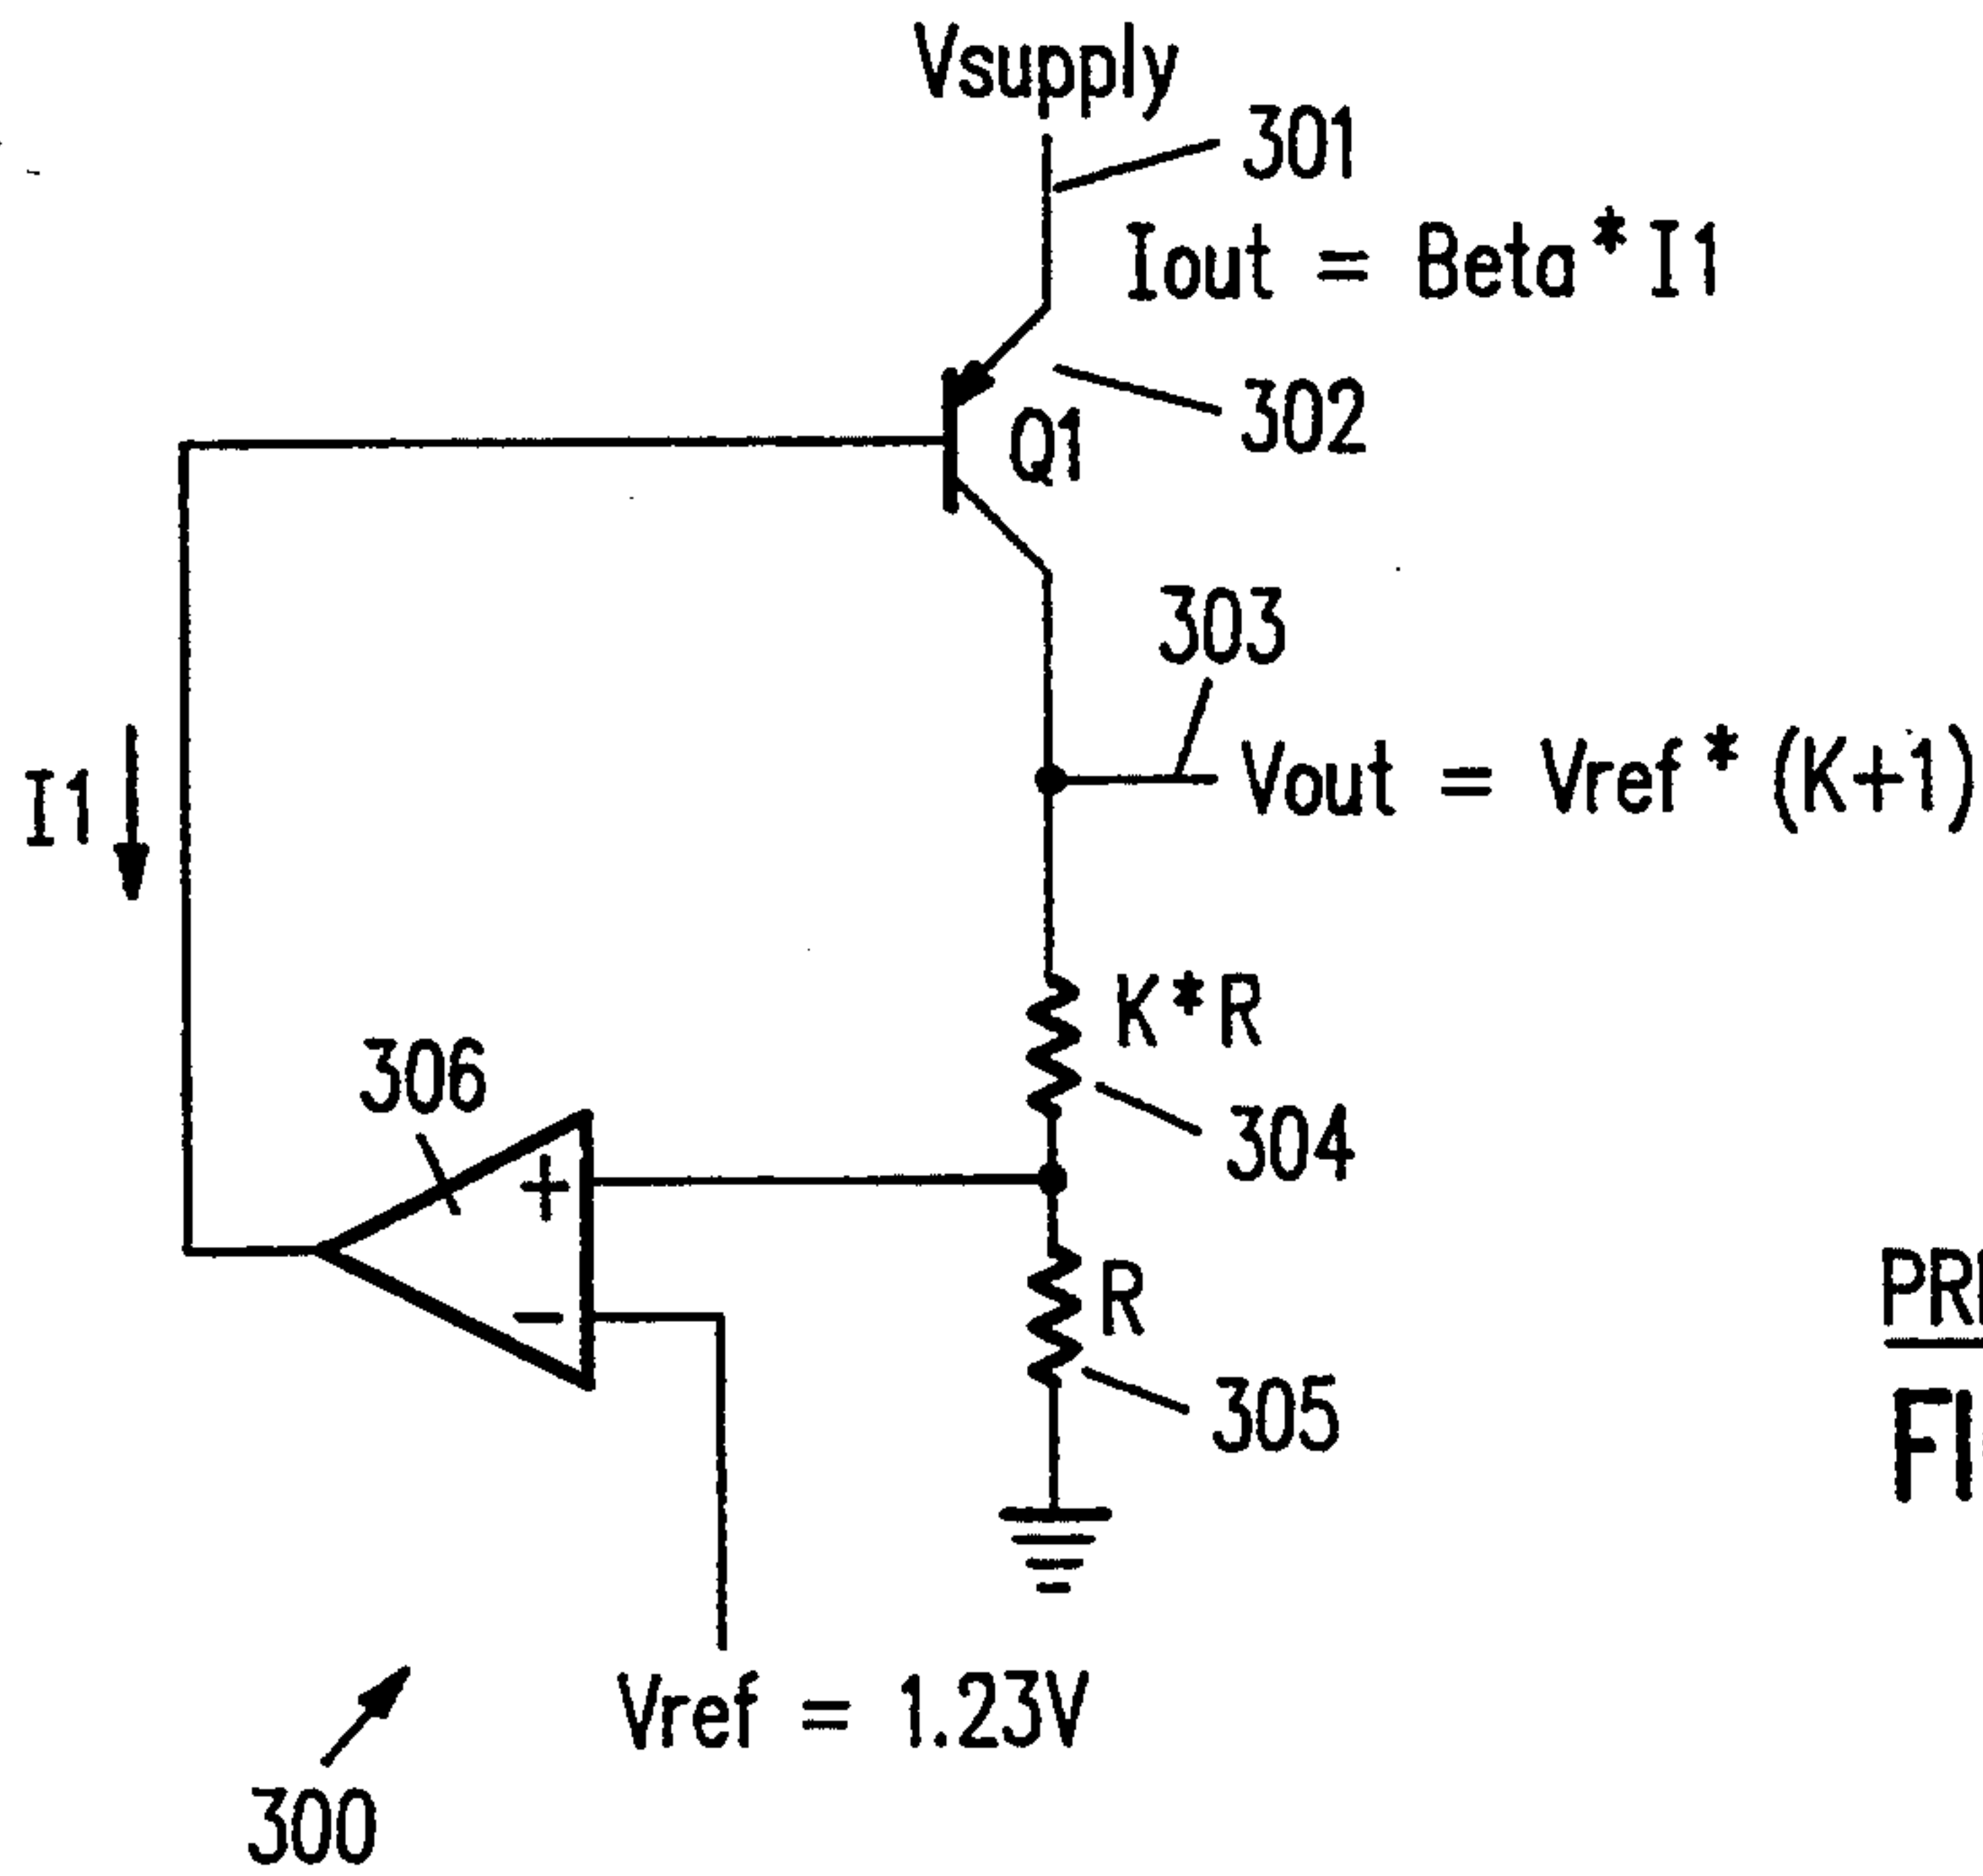 Vsupply
301
Iout = Beta*I1
302
Q1
303
Vout = Vref* (K+1)
I1
K*R
306
304
+
R
−
305
Vref = 1.23V
300